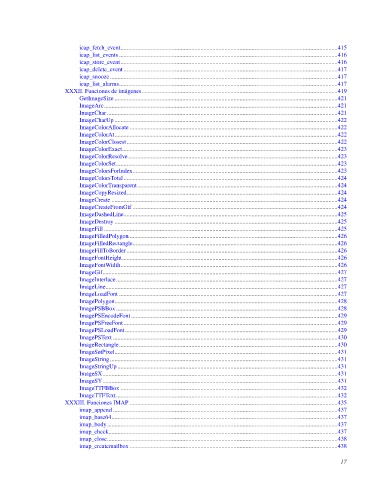 icap_fetch_event....................415
icap_list_events....................416
icap_store_event....................416
icap_delete_event....................417
icap_snooze....................417
icap_list_alarms....................417
XXXII. Funciones de imágenes....................419
GetImageSize....................421
ImageArc....................421
ImageChar....................421
ImageCharUp....................422
ImageColorAllocate....................422
ImageColorAt....................422
ImageColorClosest....................422
ImageColorExact....................423
ImageColorResolve....................423
ImageColorSet....................423
ImageColorsForIndex....................423
ImageColorsTotal....................424
ImageColorTransparent....................424
ImageCopyResized....................424
ImageCreate....................424
ImageCreateFromGif....................424
ImageDashedLine....................425
ImageDestroy....................425
ImageFill....................425
ImageFilledPolygon....................426
ImageFilledRectangle....................426
ImageFillToBorder....................426
ImageFontHeight....................426
ImageFontWidth....................426
ImageGif....................427
ImageInterlace....................427
ImageLine....................427
ImageLoadFont....................427
ImagePolygon....................428
ImagePSBBox....................428
ImagePSEncodeFont....................429
ImagePSFreeFont....................429
ImagePSLoadFont....................429
ImagePSText....................430
ImageRectangle....................430
ImageSetPixel....................431
ImageString....................431
ImageStringUp....................431
ImageSX....................431
ImageSY....................431
ImageTTFBBox....................432
ImageTTFText....................432
XXXIII. Funciones IMAP....................435
imap_append....................437
imap_base64....................437
imap_body....................437
imap_check....................437
imap_close....................438
imap_createmailbox....................438
17